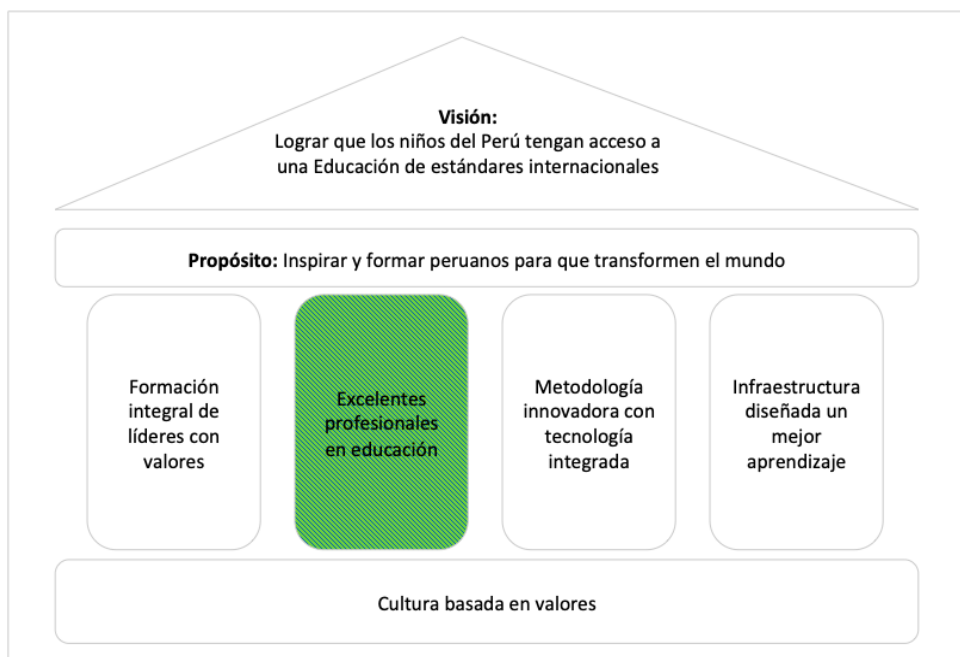 Visión:
Lograr que los niños del Perú tengan acceso a
una Educación de estándares internacionales
Propósito: Inspirar y formar peruanos para que transformen el mundo
Formación
integral de
líderes con
valores
Excelentes
profesionales
en educación
Metodología
innovadora con
tecnología
integrada
Infraestructura
diseñada un
mejor
aprendizaje
Cultura basada en valores